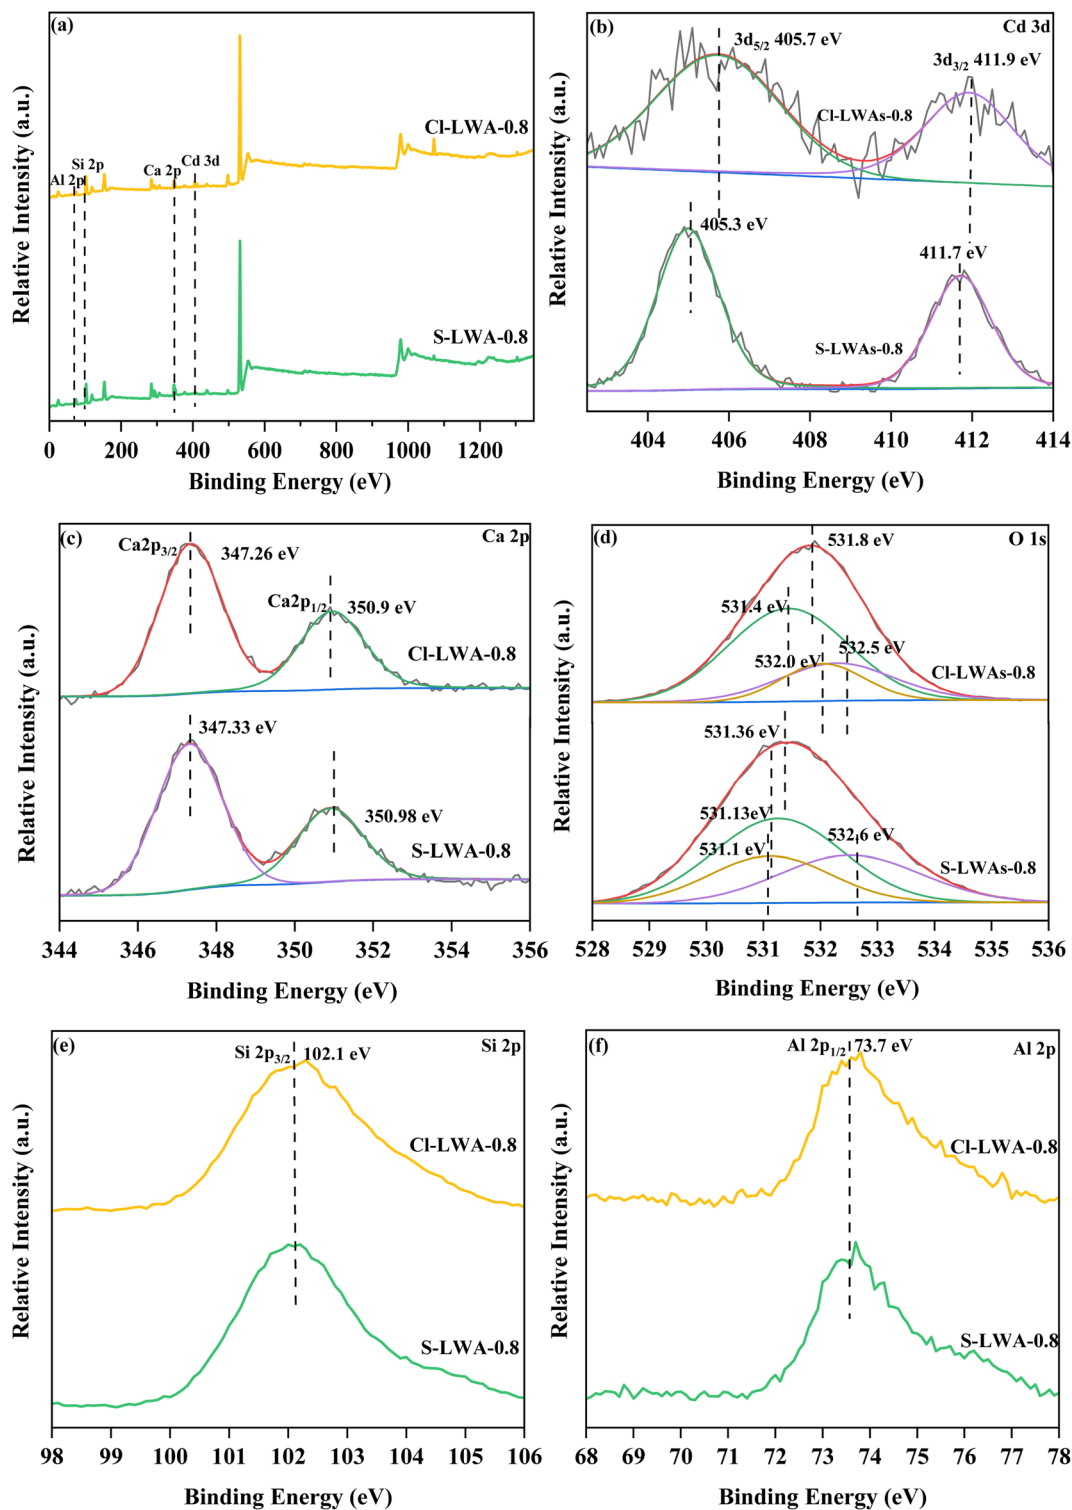 (a)
Cl-LWA-0.8
Si 2p
Al 2p
Ca 2p
Cd 3d
S-LWA-0.8
0 200 400 600 800 1000 1200
Binding Energy (eV)
Relative Intensity (a.u.)
(b)
Cd 3d
3d5/2 405.7 eV
3d3/2 411.9 eV
Cl-LWAs-0.8
405.3 eV
411.7 eV
S-LWAs-0.8
404 406 408 410 412 414
Binding Energy (eV)
Relative Intensity (a.u.)
(c)
Ca 2p
Ca2p3/2
347.26 eV
Ca2p1/2
350.9 eV
Cl-LWA-0.8
347.33 eV
350.98 eV
S-LWA-0.8
344 346 348 350 352 354 356
Binding Energy (eV)
Relative Intensity (a.u.)
(d)
O 1s
531.8 eV
531.4 eV
532.0 eV
532.5 eV
Cl-LWAs-0.8
531.36 eV
531.13eV
531.1 eV
532.6 eV
S-LWAs-0.8
528 529 530 531 532 533 534 535 536
Binding Energy (eV)
Relative Intensity (a.u.)
(e)
Si 2p
Si 2p3/2 102.1 eV
Cl-LWA-0.8
S-LWA-0.8
98 99 100 101 102 103 104 105 106
Binding Energy (eV)
Relative Intensity (a.u.)
(f)
Al 2p
Al 2p1/2 73.7 eV
Cl-LWA-0.8
S-LWA-0.8
68 69 70 71 72 73 74 75 76 77 78
Binding Energy (eV)
Relative Intensity (a.u.)